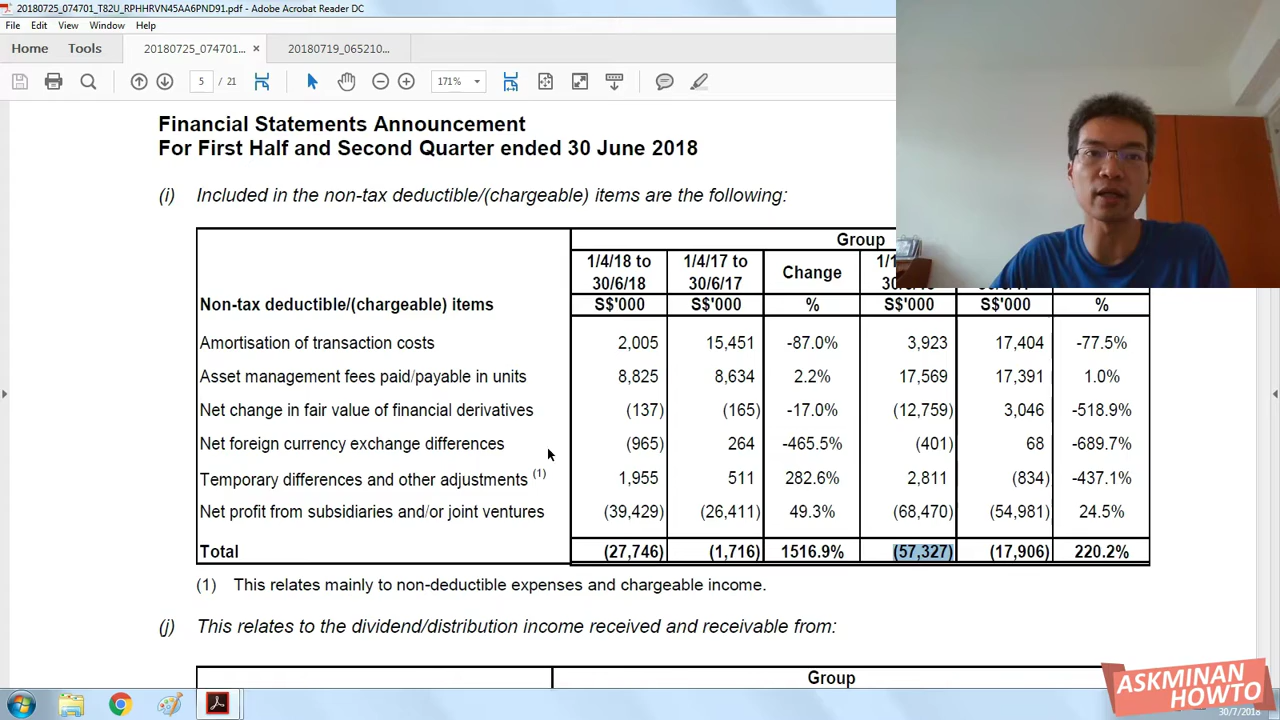 20180725_074701_T82U_RPHHRVN45AA6PND91.pdf - Adobe Acrobat Reader DC
File Edit View Window Help
Home Tools 20180725_074701... × 20180719_065210...
5 / 21 171%
Financial Statements Announcement
For First Half and Second Quarter ended 30 June 2018
(i) Included in the non-tax deductible/(chargeable) items are the following:
Group
1/4/18 to 30/6/18 1/4/17 to 30/6/17 Change
Non-tax deductible/(chargeable) items S$'000 S$'000 % S$'000 S$'000 %
Amortisation of transaction costs 2,005 15,451 -87.0% 3,923 17,404 -77.5%
Asset management fees paid/payable in units 8,825 8,634 2.2% 17,569 17,391 1.0%
Net change in fair value of financial derivatives (137) (165) -17.0% (12,759) 3,046 -518.9%
Net foreign currency exchange differences (965) 264 -465.5% (401) 68 -689.7%
Temporary differences and other adjustments (1) 1,955 511 282.6% 2,811 (834) -437.1%
Net profit from subsidiaries and/or joint ventures (39,429) (26,411) 49.3% (68,470) (54,981) 24.5%
Total (27,746) (1,716) 1516.9% (57,327) (17,906) 220.2%
(1) This relates mainly to non-deductible expenses and chargeable income.
(j) This relates to the dividend/distribution income received and receivable from:
Group
ASKMINAN
HOWTO
30/7/2018